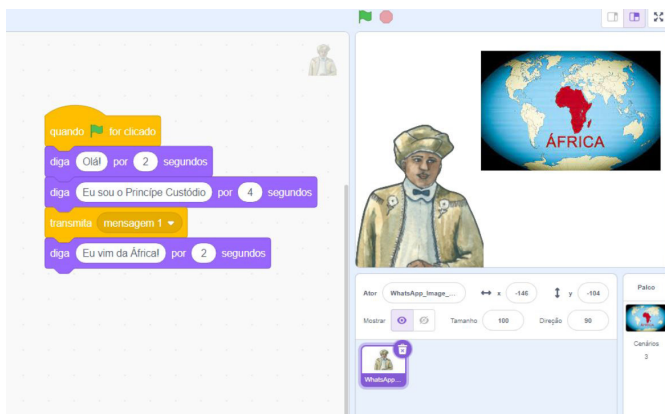 quando for clicado
diga Olá! por 2 segundos
diga Eu sou o Princípe Custódio por 4 segundos
transmita mensagem 1
diga Eu vim da África! por 2 segundos
ÁFRICA
Ator WhatsApp_Image_... x -146 y -104
Mostrar Tamanho 100 Direção 90
WhatsApp...
Palco
Cenários
3